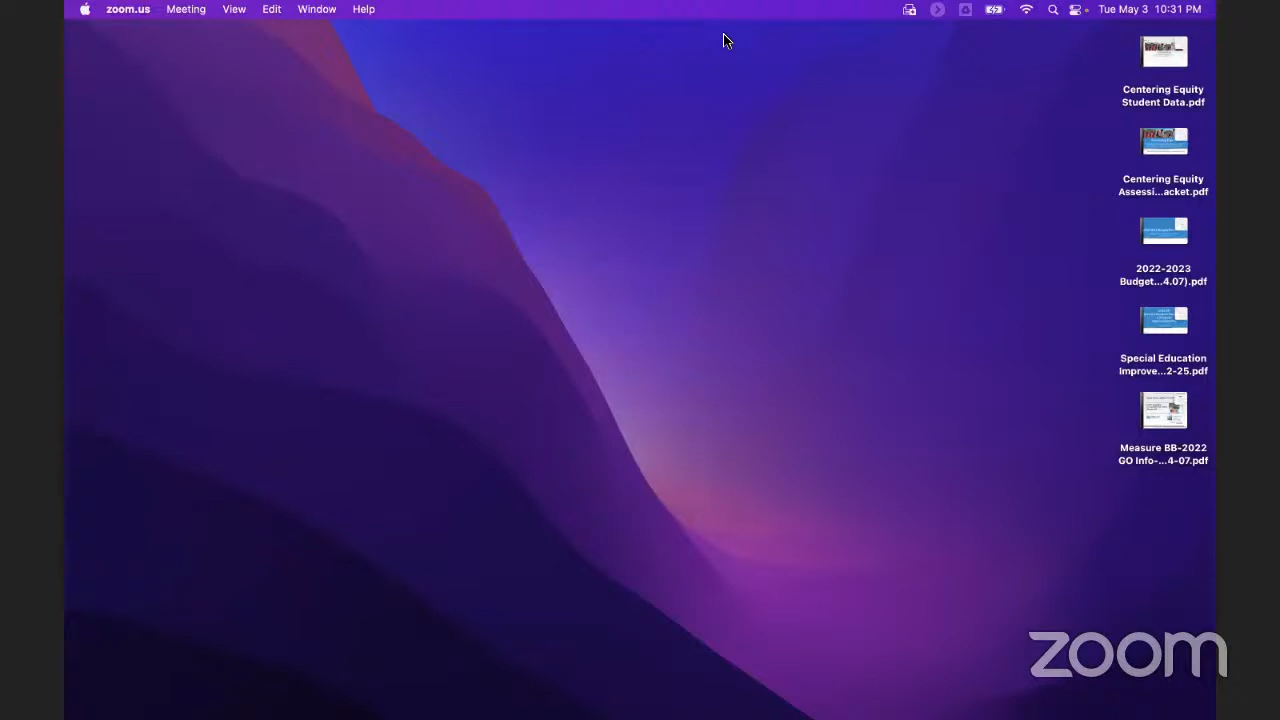 zoom.us Meeting View Edit Window Help Tue May 3 10:31 PM
Centering Equity
Student Data.pdf
Centering Equity
Assessi...acket.pdf
2022-2023
Budget...4.07).pdf
Special Education
Improve...2-25.pdf
Measure BB-2022
GO Info-...4-07.pdf
zoom